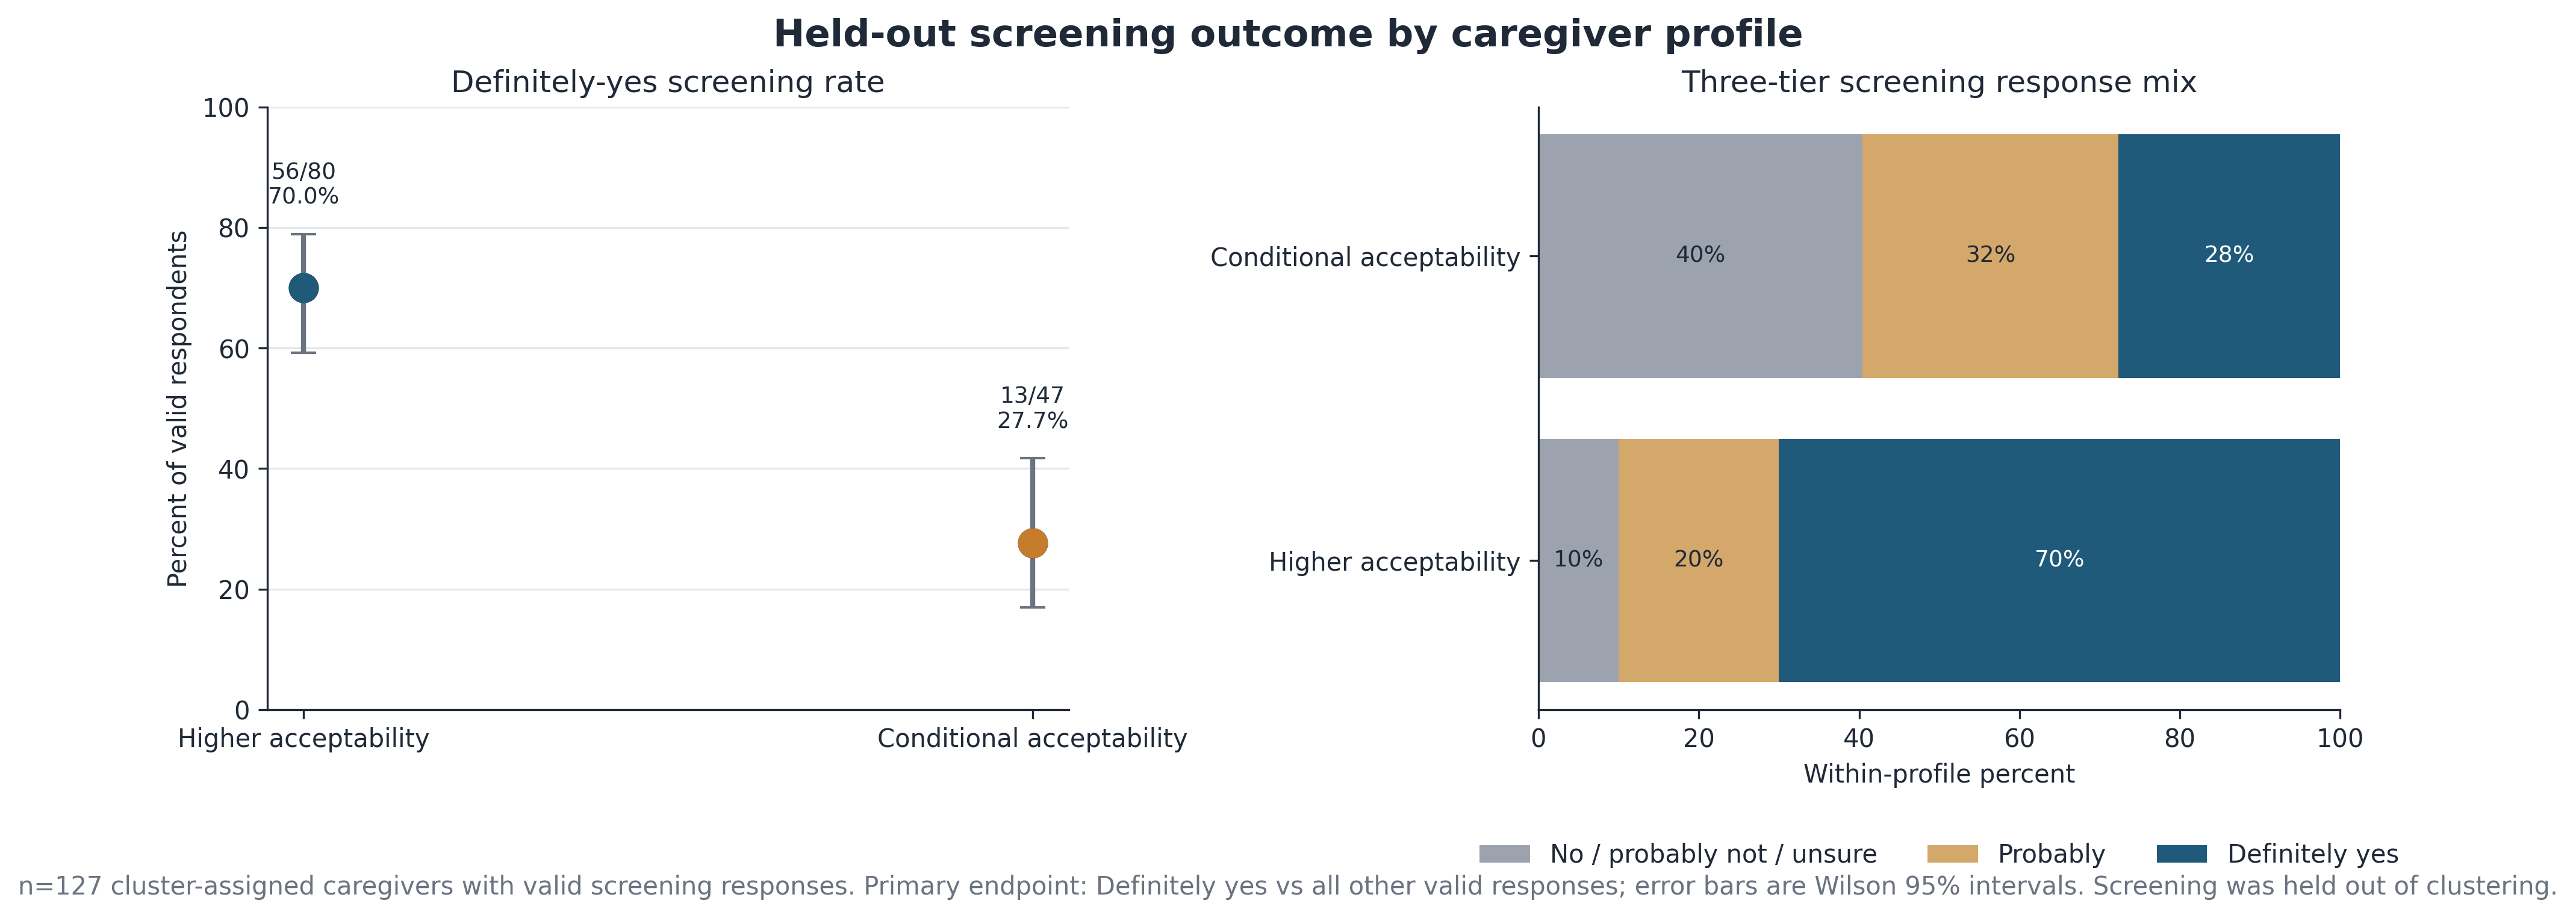 Held-out screening outcome by caregiver profile
Definitely-yes screening rate
Percent of valid respondents
100
80
60
40
20
0
56/80
70.0%
13/47
27.7%
Higher acceptability
Conditional acceptability
Three-tier screening response mix
Conditional acceptability
40%
32%
28%
Higher acceptability
10%
20%
70%
0
20
40
60
80
100
Within-profile percent
No / probably not / unsure
Probably
Definitely yes
n=127 cluster-assigned caregivers with valid screening responses. Primary endpoint: Definitely yes vs all other valid responses; error bars are Wilson 95% intervals. Screening was held out of clustering.